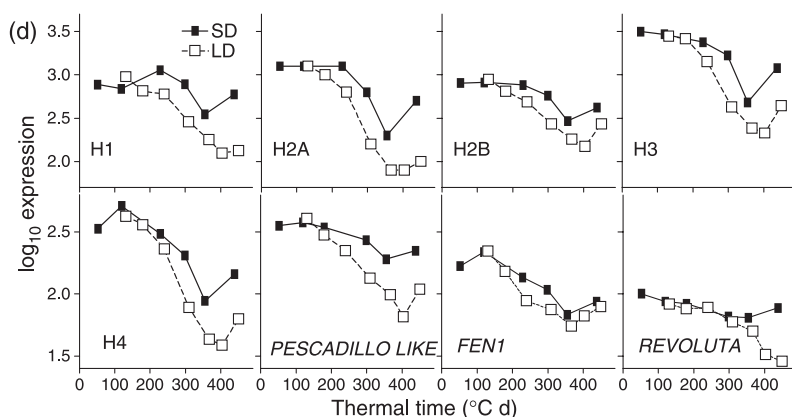 (d)
SD
LD
3.5
3.0
2.5
2.0
H1
H2A
H2B
H3
log10 expression
2.5
2.0
1.5
H4
PESCADILLO LIKE
FEN1
REVOLUTA
0 100 200 300 400 0 100 200 300 400 0 100 200 300 400 0 100 200 300 400 500
Thermal time (°C d)